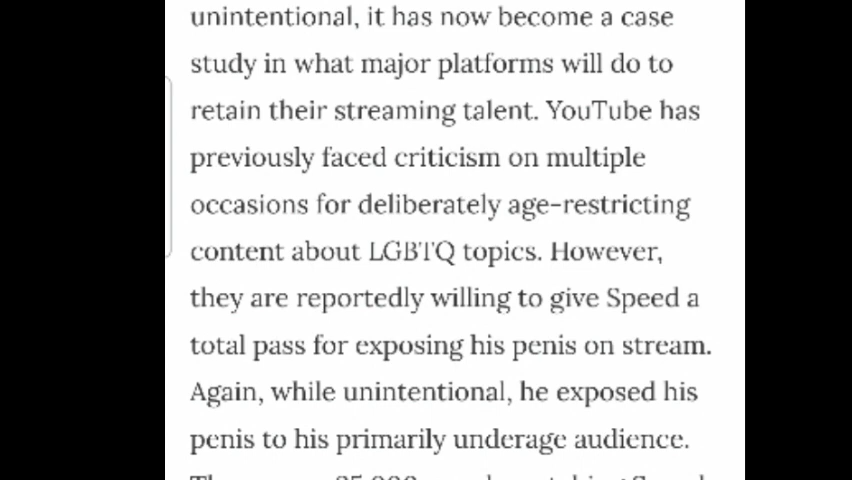 unintentional, it has now become a case
study in what major platforms will do to
retain their streaming talent. YouTube has
previously faced criticism on multiple
occasions for deliberately age-restricting
content about LGBTQ topics. However,
they are reportedly willing to give Speed a
total pass for exposing his penis on stream.
Again, while unintentional, he exposed his
penis to his primarily underage audience.